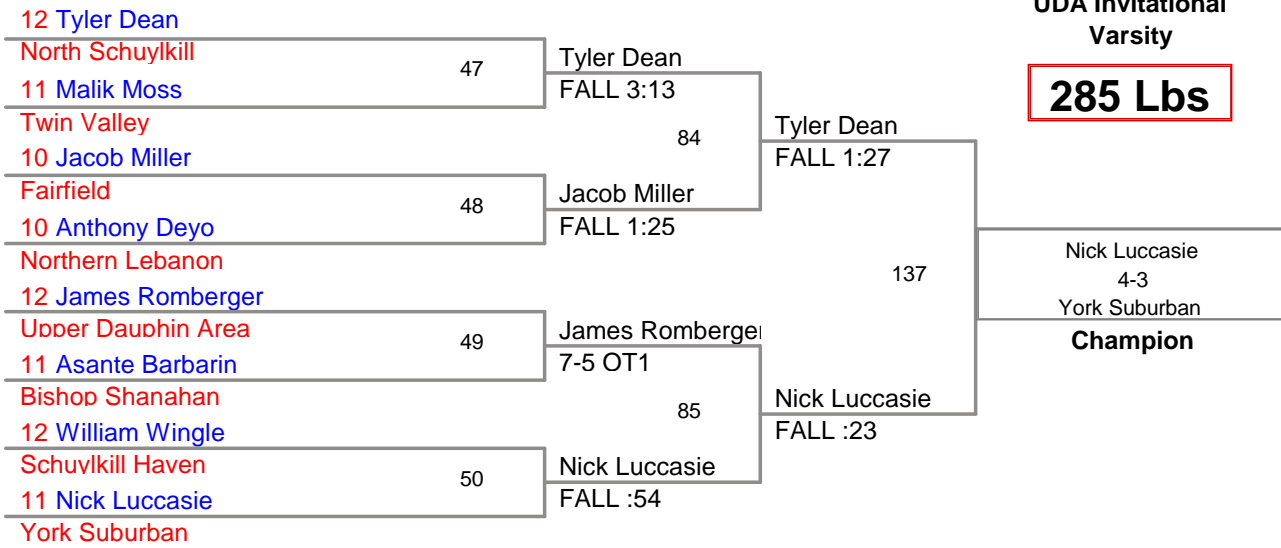 12 Tyler Dean
North Schuylkill
47
11 Malik Moss
Twin Valley
Tyler Dean
FALL 3:13
84
10 Jacob Miller
Fairfield
48
10 Anthony Deyo
Northern Lebanon
Jacob Miller
FALL 1:25
Tyler Dean
FALL 1:27
137
12 James Romberger
Upper Dauphin Area
49
11 Asante Barbarin
Bishop Shanahan
James Romberger
7-5 OT1
85
12 William Wingle
Schuylkill Haven
50
11 Nick Luccasie
York Suburban
Nick Luccasie
FALL :54
Nick Luccasie
FALL :23
UDA Invitational
Varsity
285 Lbs
Nick Luccasie
4-3
York Suburban
Champion